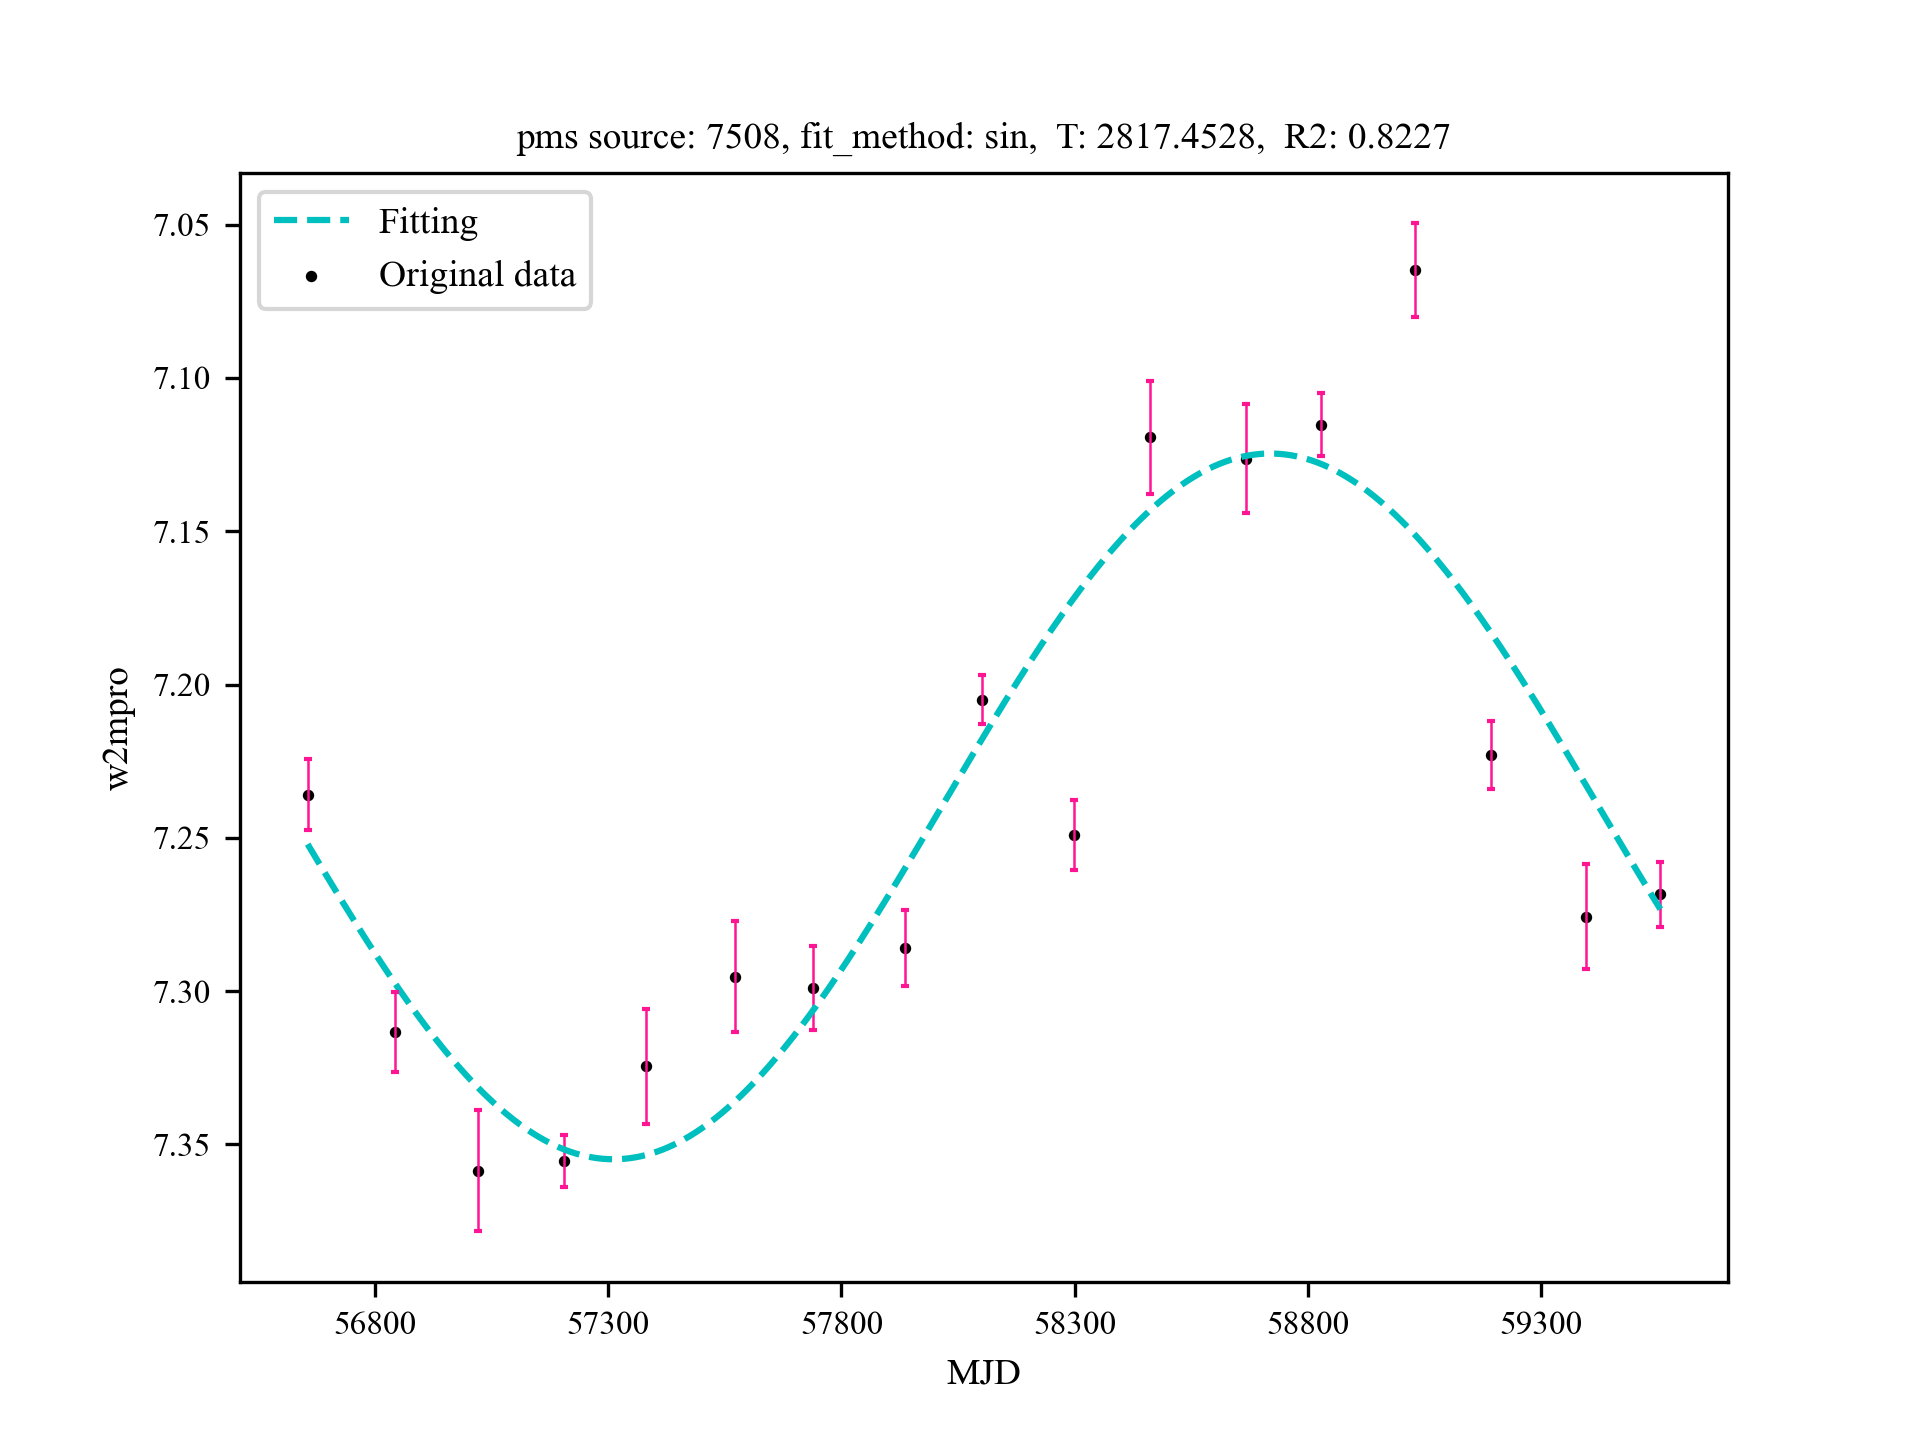 pms source: 7508, fit_method: sin,  T: 2817.4528,  R2: 0.8227
Fitting
Original data
7.05
7.10
7.15
7.20
7.25
7.30
7.35
w2mpro
56800 57300 57800 58300 58800 59300
MJD